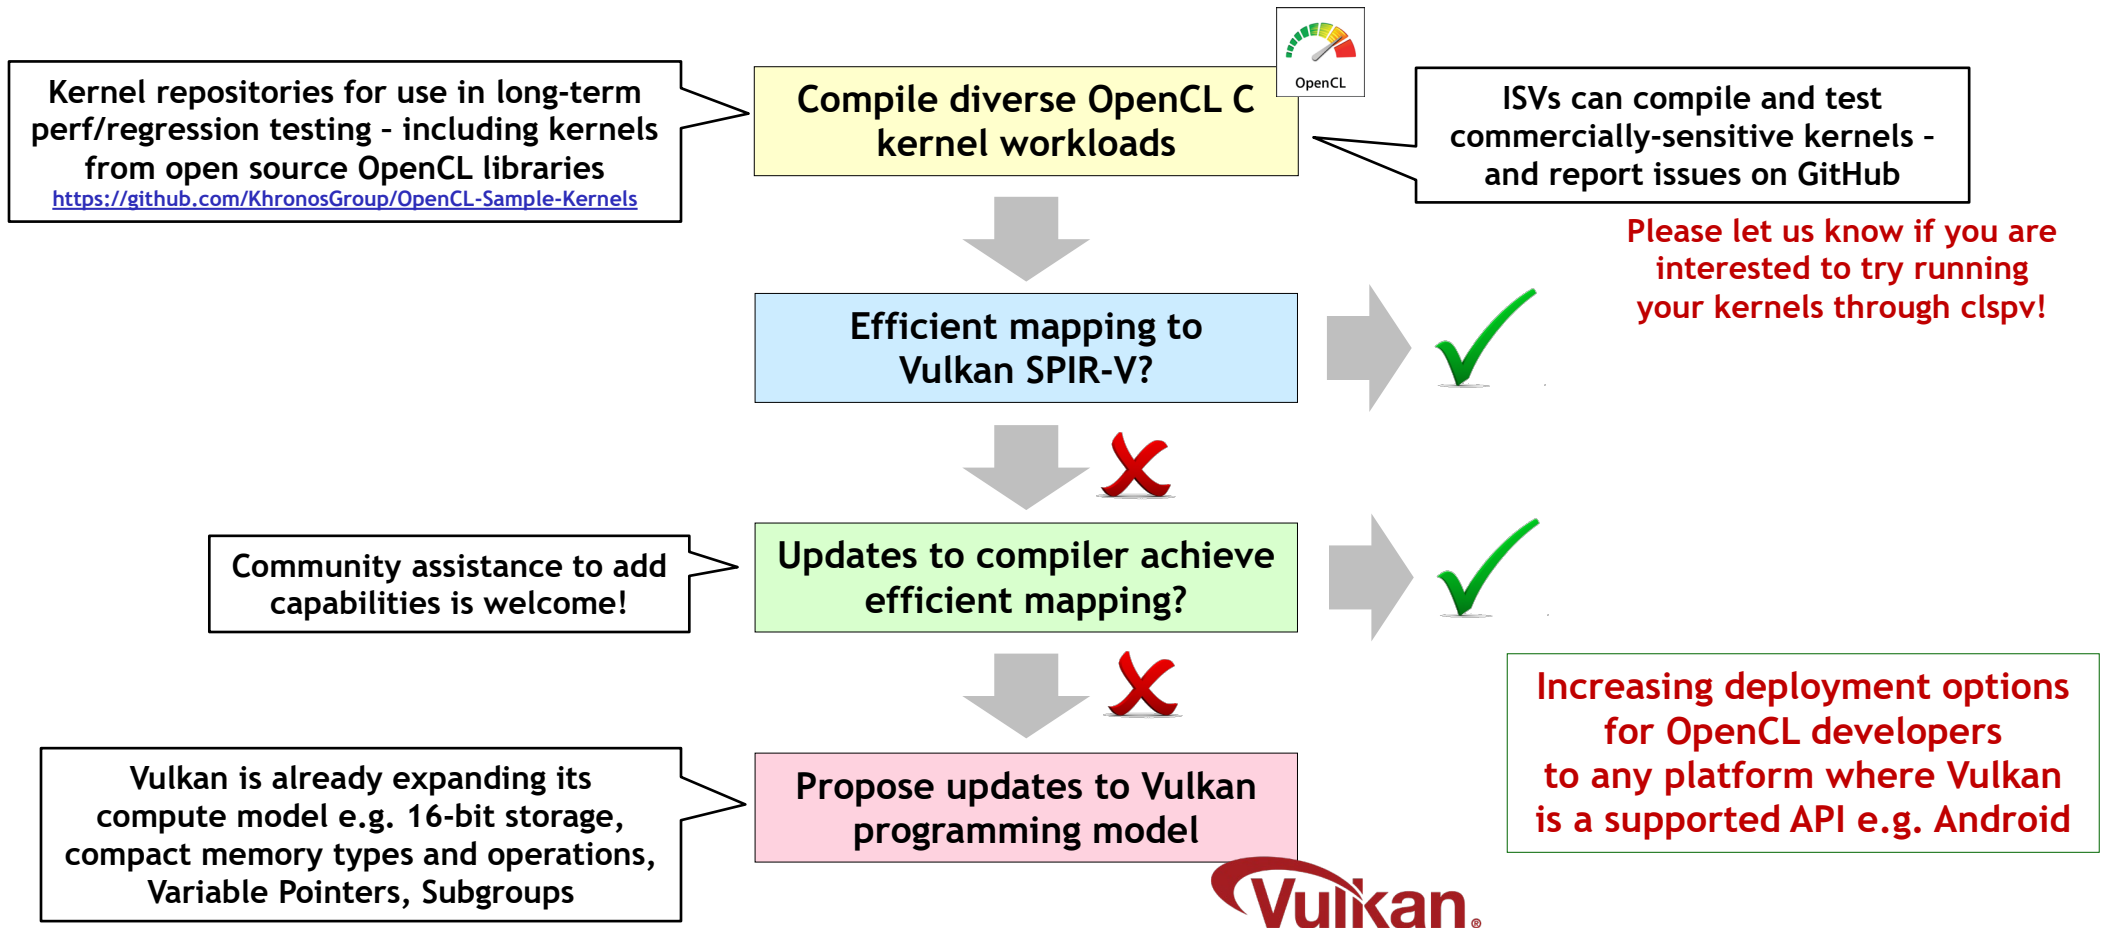 OpenCL
Kernel repositories for use in long-term
perf/regression testing – including kernels
from open source OpenCL libraries
https://github.com/KhronosGroup/OpenCL-Sample-Kernels
Compile diverse OpenCL C
kernel workloads
ISVs can compile and test
commercially-sensitive kernels –
and report issues on GitHub
Please let us know if you are
interested to try running
your kernels through clspv!
Efficient mapping to
Vulkan SPIR-V?
Community assistance to add
capabilities is welcome!
Updates to compiler achieve
efficient mapping?
Increasing deployment options
for OpenCL developers
to any platform where Vulkan
is a supported API e.g. Android
Vulkan is already expanding its
compute model e.g. 16-bit storage,
compact memory types and operations,
Variable Pointers, Subgroups
Propose updates to Vulkan
programming model
Vulkan®